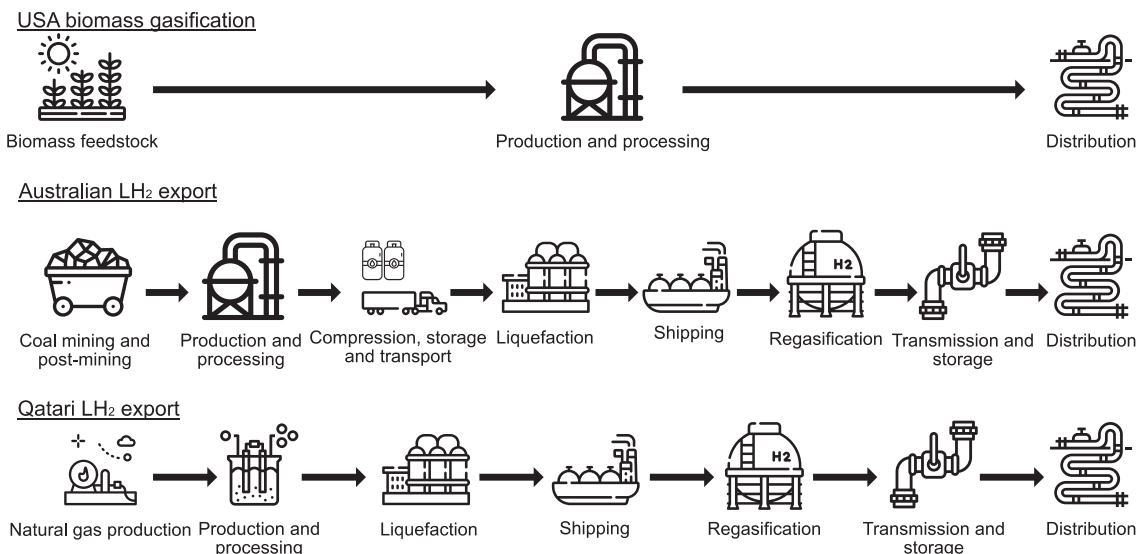 USA biomass gasification
Biomass feedstock
Production and processing
Distribution
Australian LH₂ export
H2
Coal mining and
post-mining
Production and
processing
Compression, storage
and transport
Liquefaction
Shipping
Regasification
Transmission and
storage
Distribution
Qatari LH₂ export
H2
Natural gas production
Production and
processing
Liquefaction
Shipping
Regasification
Transmission and
storage
Distribution